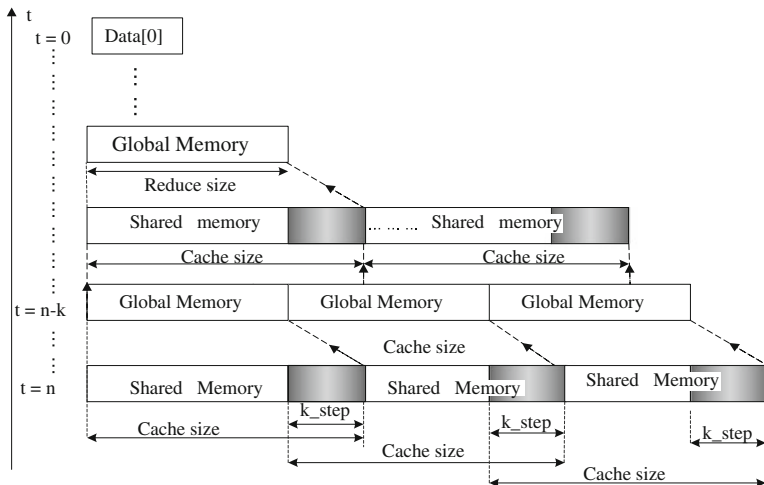 t
t = 0
Data[0]
Global Memory
Reduce size
Shared memory
... ... ...
Shared memory
Cache size
Cache size
t = n-k
Global Memory
Global Memory
Global Memory
Cache size
t = n
Shared Memory
Shared Memory
Shared Memory
k_step
k_step
k_step
Cache size
Cache size
Cache size